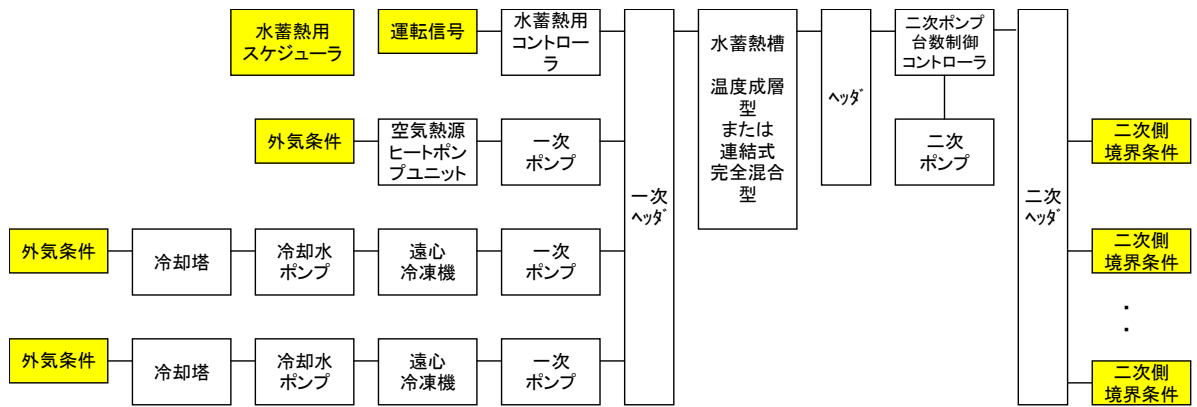 水蓄熱用
スケジューラ
運転信号
水蓄熱用
コントロー
ラ
水蓄熱槽
温度成層
型
または
連結式
完全混合
型
ヘッダ
二次ポンプ
台数制御
コントローラ
外気条件
空気熱源
ヒートポン
プユニット
一次
ポンプ
二次
ポンプ
二次側
境界条件
一次
ヘッダ
二次
ヘッダ
外気条件
冷却塔
冷却水
ポンプ
遠心
冷凍機
一次
ポンプ
二次側
境界条件
・
・
外気条件
冷却塔
冷却水
ポンプ
遠心
冷凍機
一次
ポンプ
二次側
境界条件